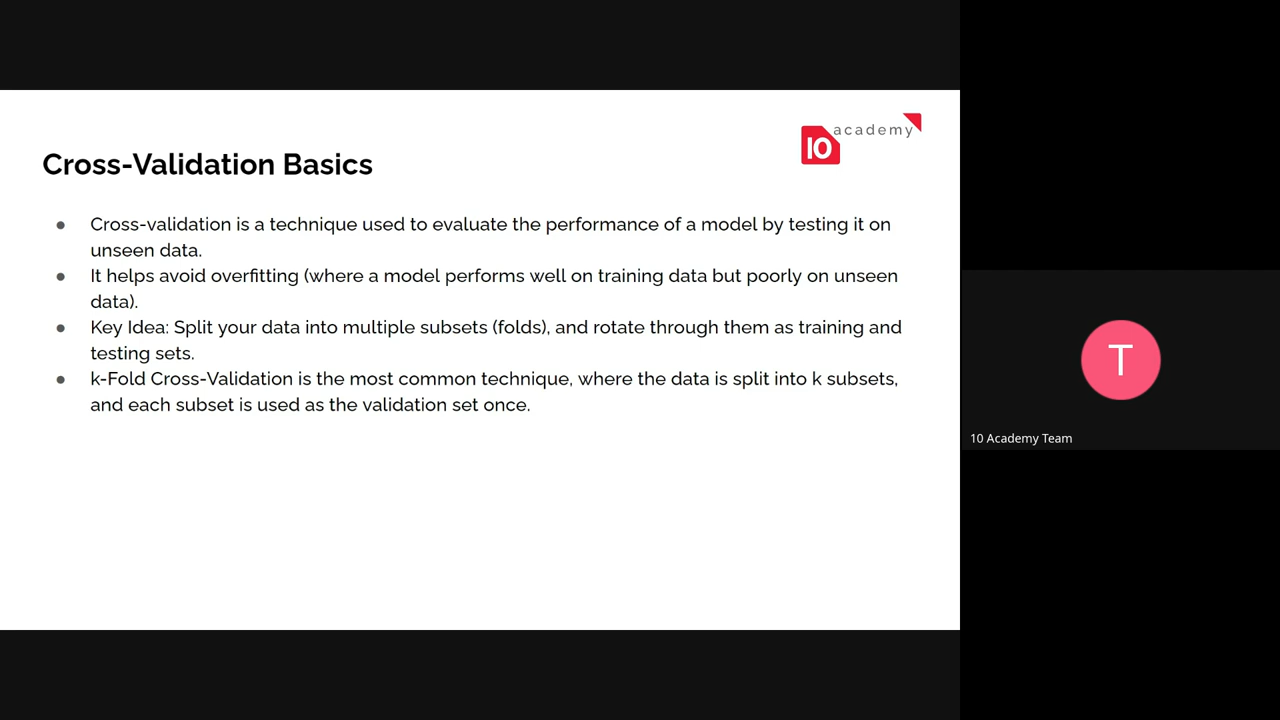 10 academy
Cross-Validation Basics
● Cross-validation is a technique used to evaluate the performance of a model by testing it on
unseen data.
● It helps avoid overfitting (where a model performs well on training data but poorly on unseen
data).
● Key Idea: Split your data into multiple subsets (folds), and rotate through them as training and
testing sets.
● k-Fold Cross-Validation is the most common technique, where the data is split into k subsets,
and each subset is used as the validation set once.
T
10 Academy Team